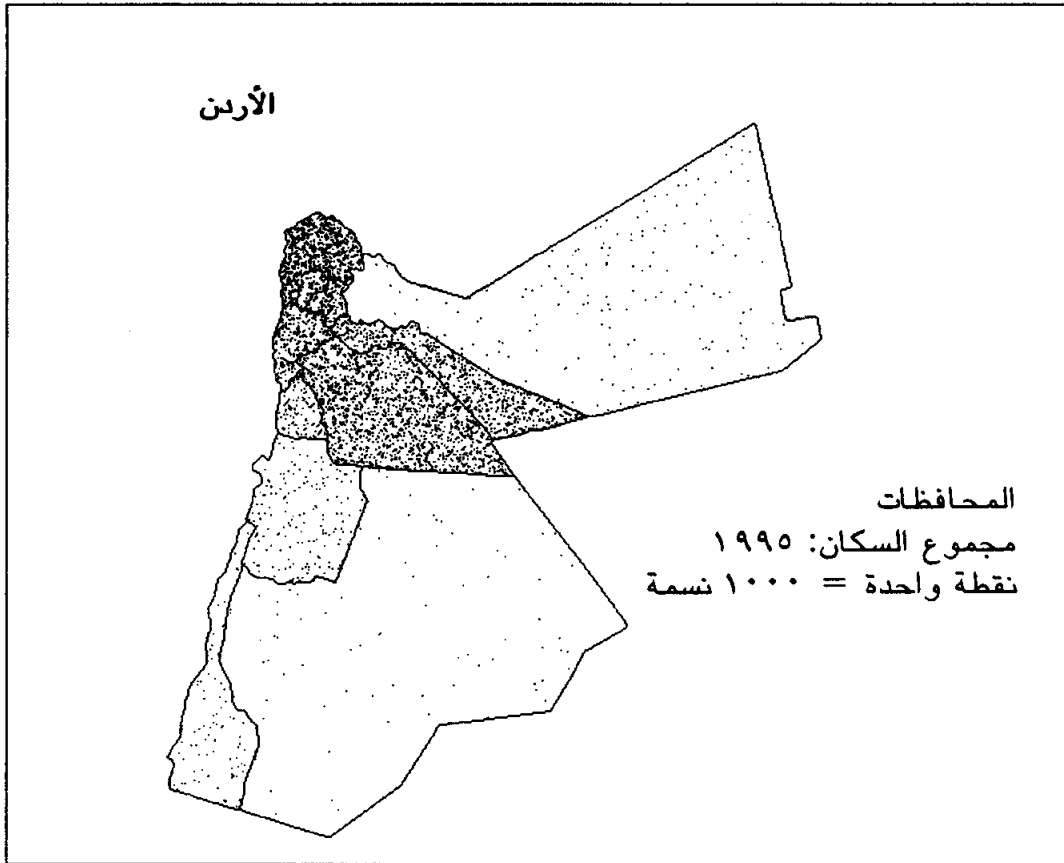 الأردن
المحافظات
مجموع السكان: ١٩٩٥
نقطة واحدة = ١٠٠٠ نسمة